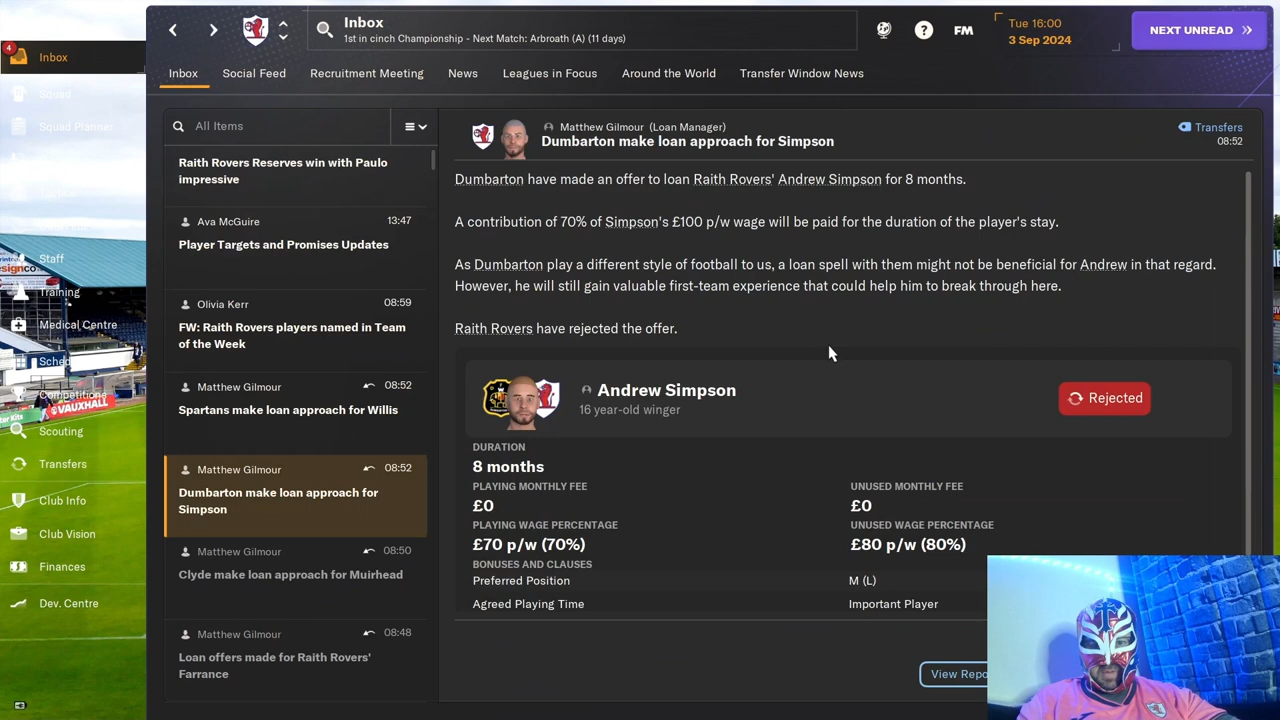 Inbox
1st in cinch Championship - Next Match: Arbroath (A) (11 days)
FM
Tue 16:00
3 Sep 2024
NEXT UNREAD
4
Inbox
Squad
Squad Planner
Staff
Training
Medical Centre
Sched
Competitions
Scouting
Transfers
Club Info
Club Vision
Finances
Dev. Centre
VAUXHALL
Inbox
Social Feed
Recruitment Meeting
News
Leagues in Focus
Around the World
Transfer Window News
All Items
Raith Rovers Reserves win with Paulo
impressive
Ava McGuire 13:47
Player Targets and Promises Updates
Olivia Kerr 08:59
FW: Raith Rovers players named in Team
of the Week
Matthew Gilmour 08:52
Spartans make loan approach for Willis
Matthew Gilmour 08:52
Dumbarton make loan approach for
Simpson
Matthew Gilmour 08:50
Clyde make loan approach for Muirhead
Matthew Gilmour 08:48
Loan offers made for Raith Rovers'
Farrance
Matthew Gilmour (Loan Manager)
Dumbarton make loan approach for Simpson
Transfers
08:52
Dumbarton have made an offer to loan Raith Rovers' Andrew Simpson for 8 months.
A contribution of 70% of Simpson's £100 p/w wage will be paid for the duration of the player's stay.
As Dumbarton play a different style of football to us, a loan spell with them might not be beneficial for Andrew in that regard.
However, he will still gain valuable first-team experience that could help him to break through here.
Raith Rovers have rejected the offer.
Andrew Simpson
16 year-old winger
Rejected
DURATION
8 months
PLAYING MONTHLY FEE
£0
UNUSED MONTHLY FEE
£0
PLAYING WAGE PERCENTAGE
£70 p/w (70%)
UNUSED WAGE PERCENTAGE
£80 p/w (80%)
BONUSES AND CLAUSES
Preferred Position M (L)
Agreed Playing Time Important Player
View Repo